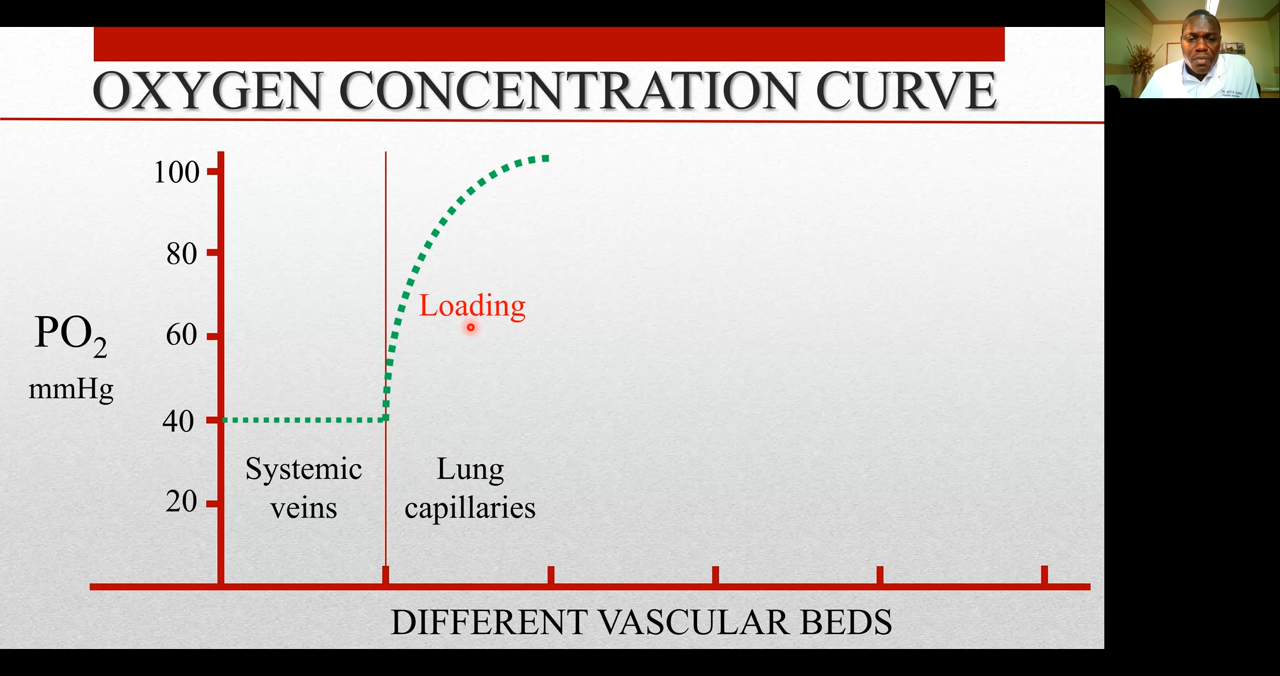 OXYGEN CONCENTRATION CURVE
100
80
60
40
20
PO₂
mmHg
Loading
Systemic
veins
Lung
capillaries
DIFFERENT VASCULAR BEDS